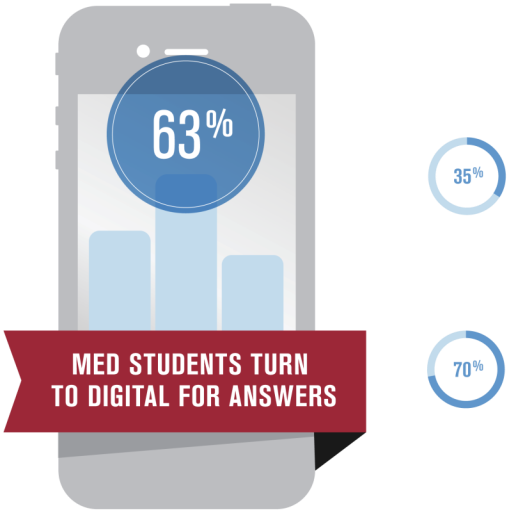 63%
35%
70%
MED STUDENTS TURN
TO DIGITAL FOR ANSWERS